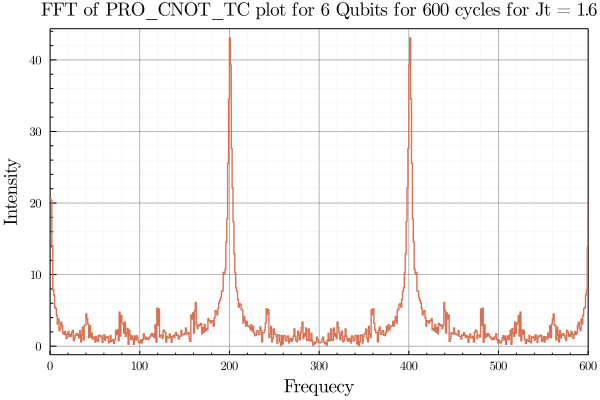 FFT of PRO_CNOT_TC plot for 6 Qubits for 600 cycles for Jt = 1.6
Intensity
40
30
20
10
0
0 100 200 300 400 500 600
Frequecy